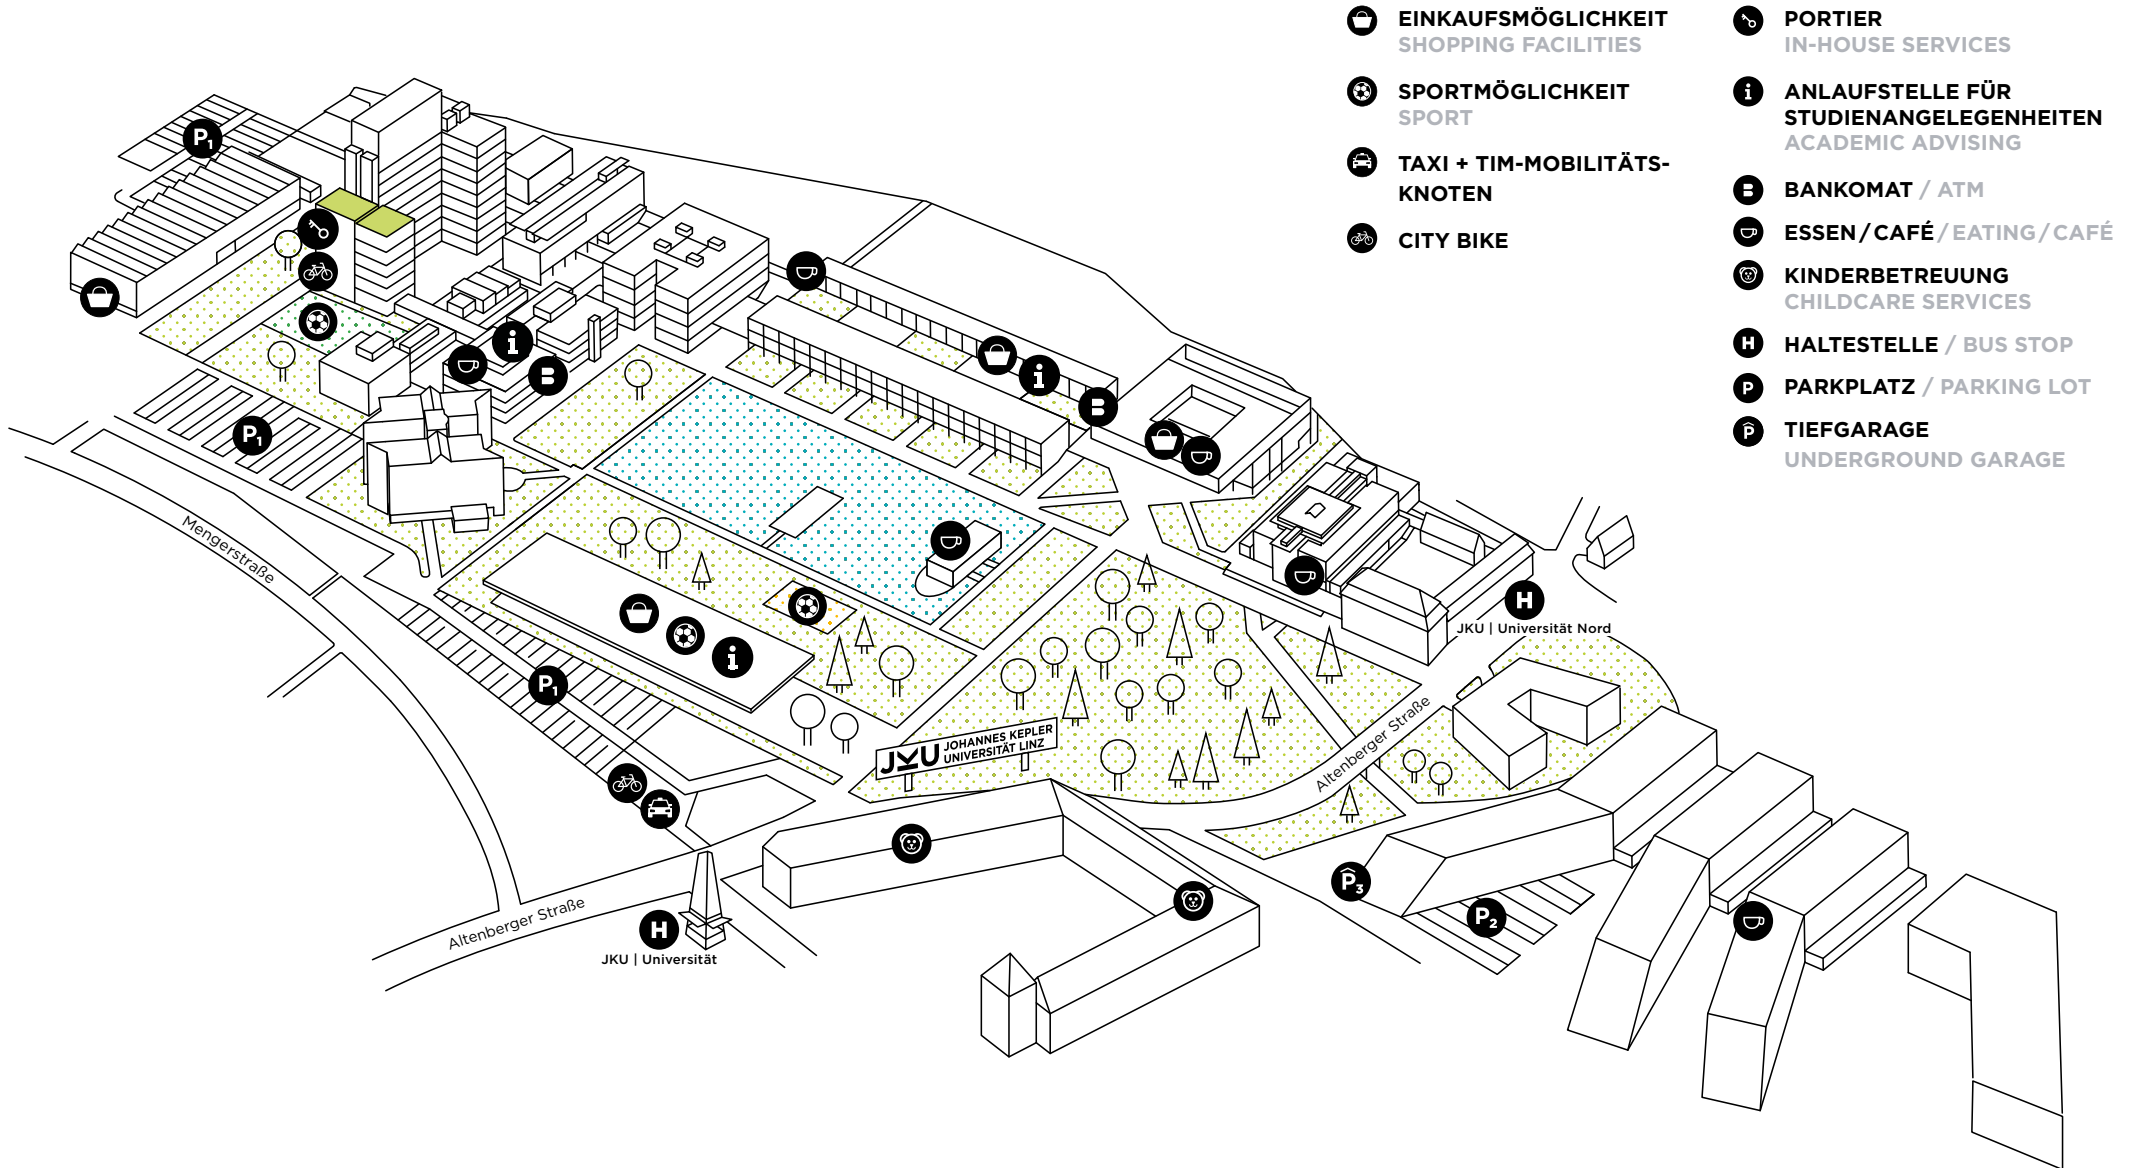 EINKAUFSMÖGLICHKEIT
SHOPPING FACILITIES
SPORTMÖGLICHKEIT
SPORT
TAXI + TIM-MOBILITÄTS-
KNOTEN
CITY BIKE
PORTIER
IN-HOUSE SERVICES
i ANLAUFSTELLE FÜR
STUDIENANGELEGENHEITEN
ACADEMIC ADVISING
B BANKOMAT / ATM
ESSEN / CAFÉ / EATING / CAFÉ
KINDERBETREUUNG
CHILDCARE SERVICES
H HALTESTELLE / BUS STOP
P PARKPLATZ / PARKING LOT
P TIEFGARAGE
UNDERGROUND GARAGE
P1
i
B
i
B
P1
Mengerstraße
H
JKU | Universität Nord
i
P1
JKU JOHANNES KEPLER
UNIVERSITÄT LINZ
Altenberger Straße
P3
P2
Altenberger Straße
H
JKU | Universität